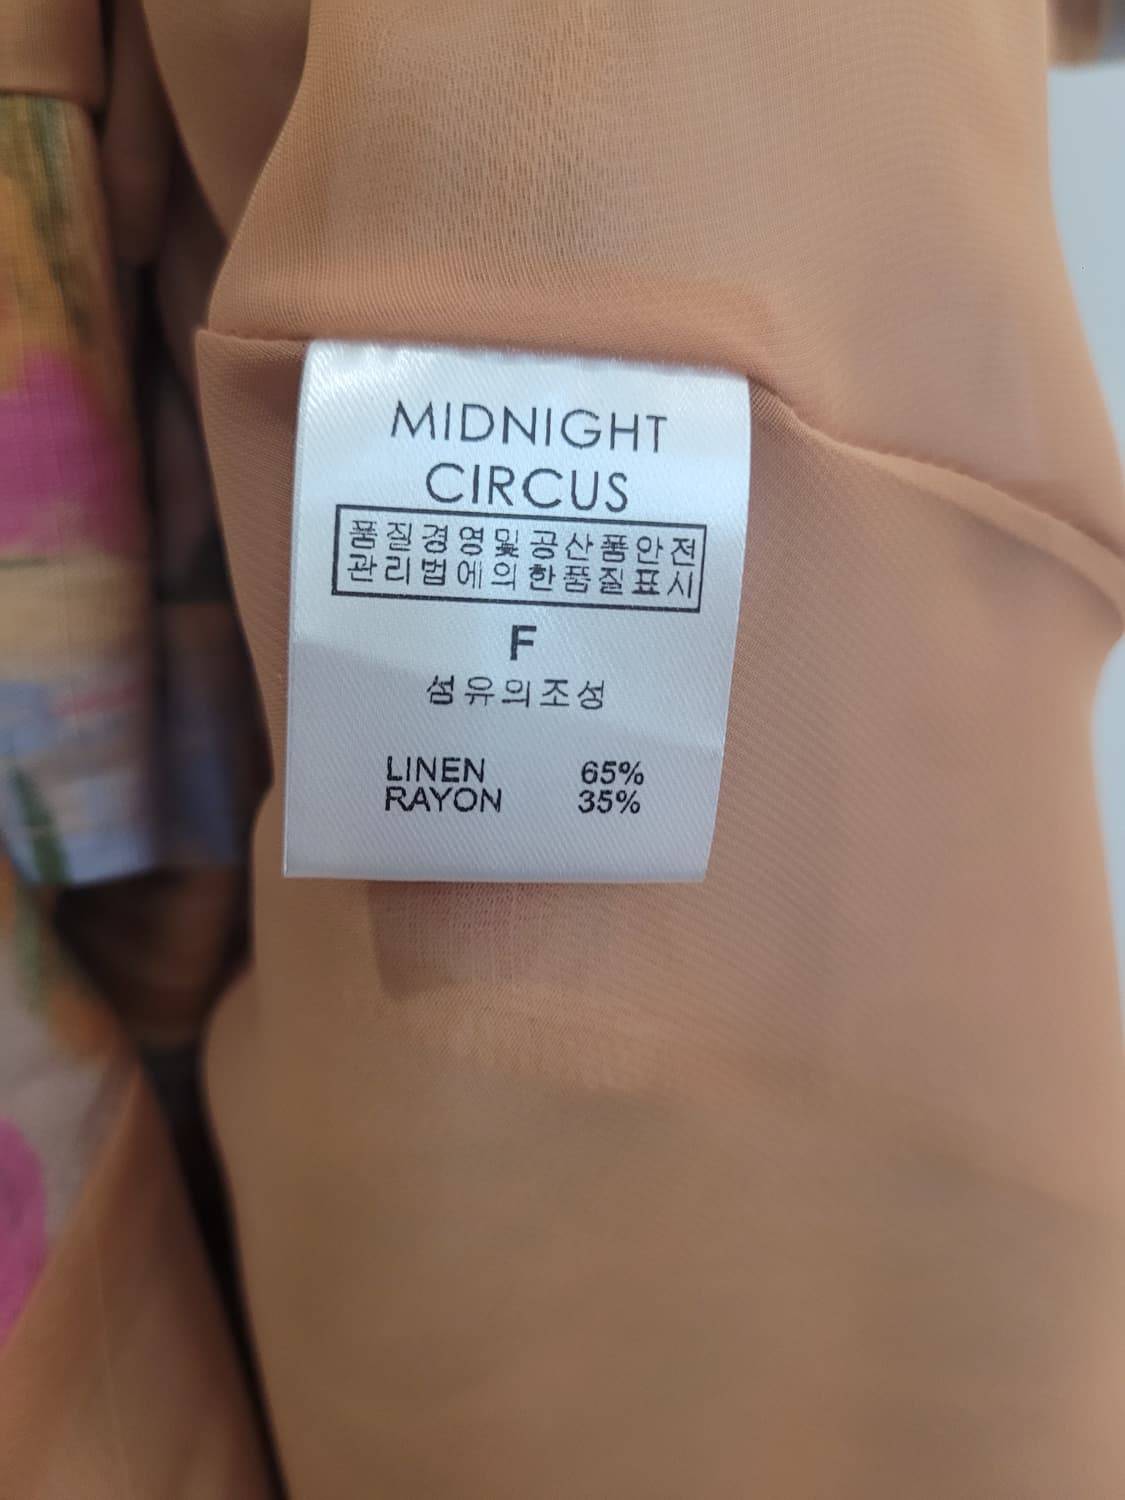 MIDNIGHT
CIRCUS
품질경영및공산품안전
관리법에의한품질표시
F
섬유의조성
LINEN 65%
RAYON 35%